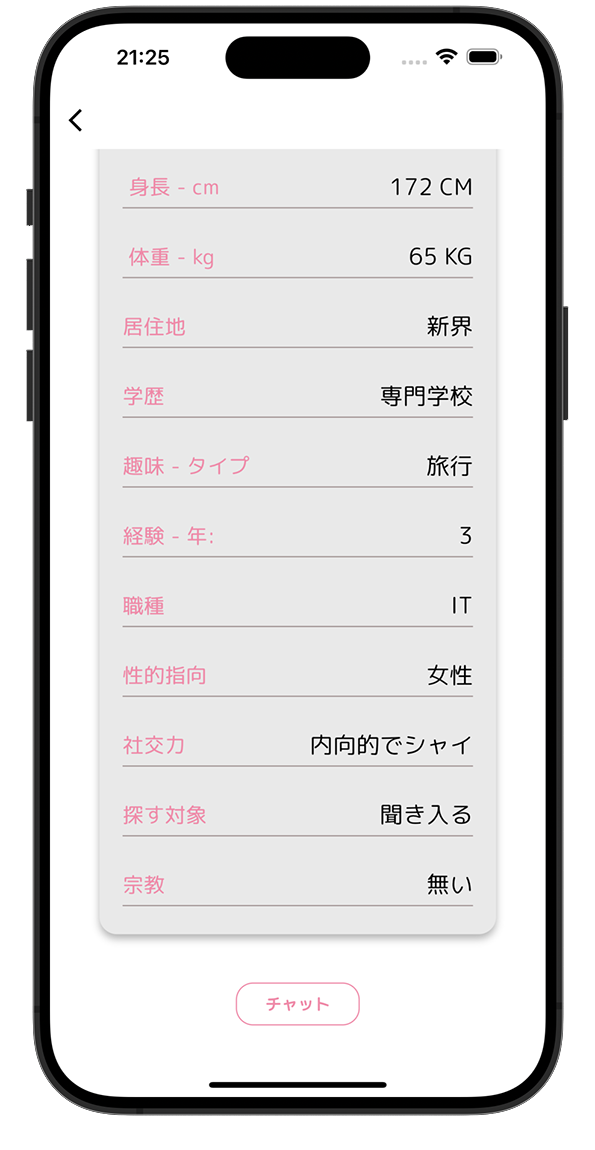 21:25
身長 - cm 172 CM
体重 - kg 65 KG
居住地 新界
学歴 専門学校
趣味 - タイプ 旅行
経験 - 年: 3
職種 IT
性的指向 女性
社交力 内向的でシャイ
探す対象 聞き入る
宗教 無い
チャット